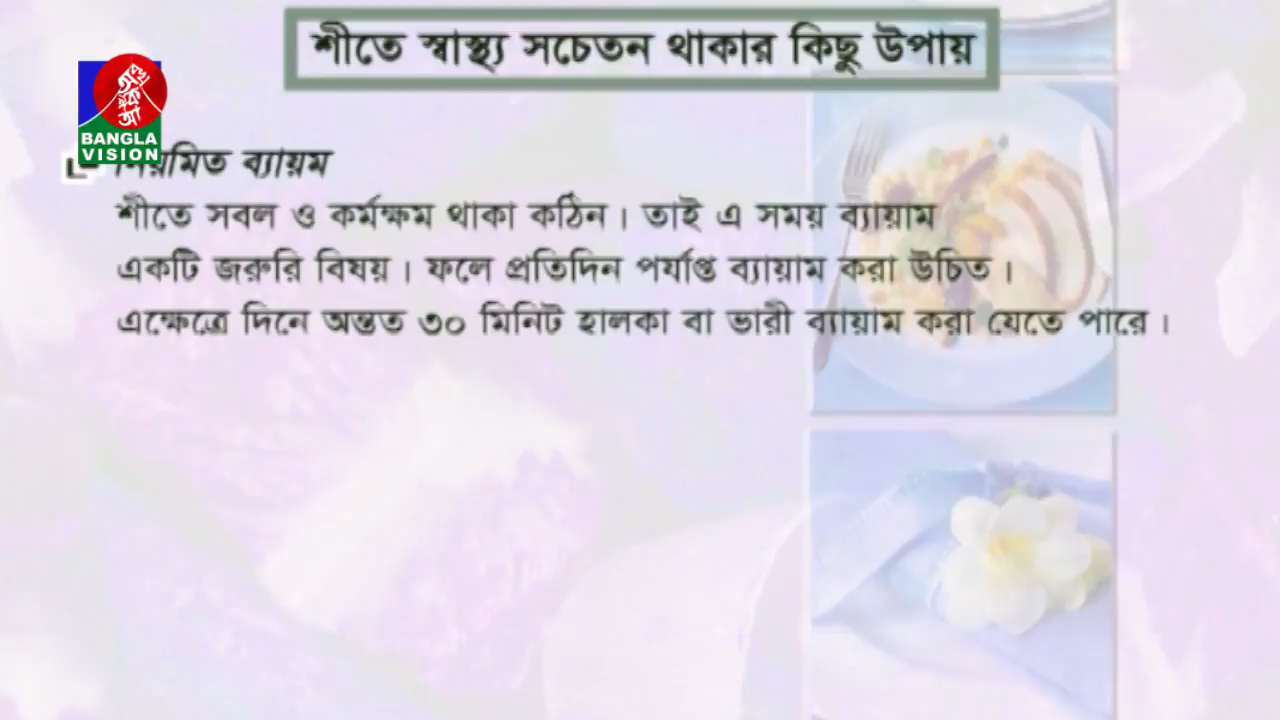 শীতে স্বাস্থ্য সচেতন থাকার কিছু উপায়
BANGLA
VISION
ব্যায়ম
শীতে সবল ও কর্মক্ষম থাকা কঠিন। তাই এ সময় ব্যায়াম
একটি জরুরি বিষয়। ফলে প্রতিদিন পর্যাপ্ত ব্যায়াম করা উচিত।
এক্ষেত্রে দিনে অন্তত ৩০ মিনিট হালকা বা ভারী ব্যায়াম করা যেতে পারে।